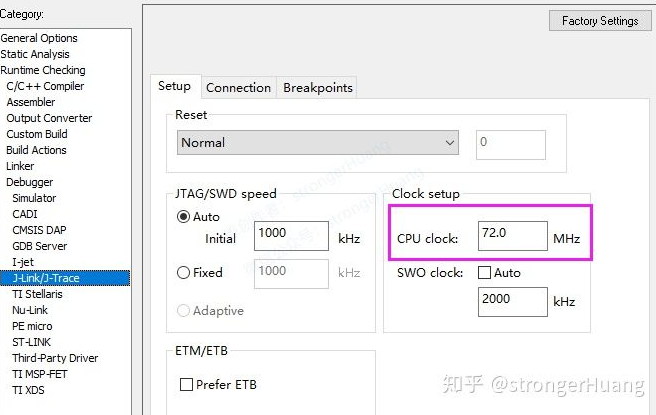 Category:
Factory Settings
General Options
Static Analysis
Runtime Checking
C/C++ Compiler
Assembler
Output Converter
Custom Build
Build Actions
Linker
Debugger
Simulator
CADI
CMSIS DAP
GDB Server
I-jet
J-Link/J-Trace
TI Stellaris
Nu-Link
PE micro
ST-LINK
Third-Party Driver
TI MSP-FET
TI XDS
Setup Connection Breakpoints
Reset
Normal 0
JTAG/SWD speed
Auto
Initial 1000 kHz
Fixed 1000 kHz
Adaptive
Clock setup
CPU clock: 72.0 MHz
SWO clock: Auto
2000 kHz
ETM/ETB
Prefer ETB
strongerHuang
strongerHuang
知乎 @strongerHuang